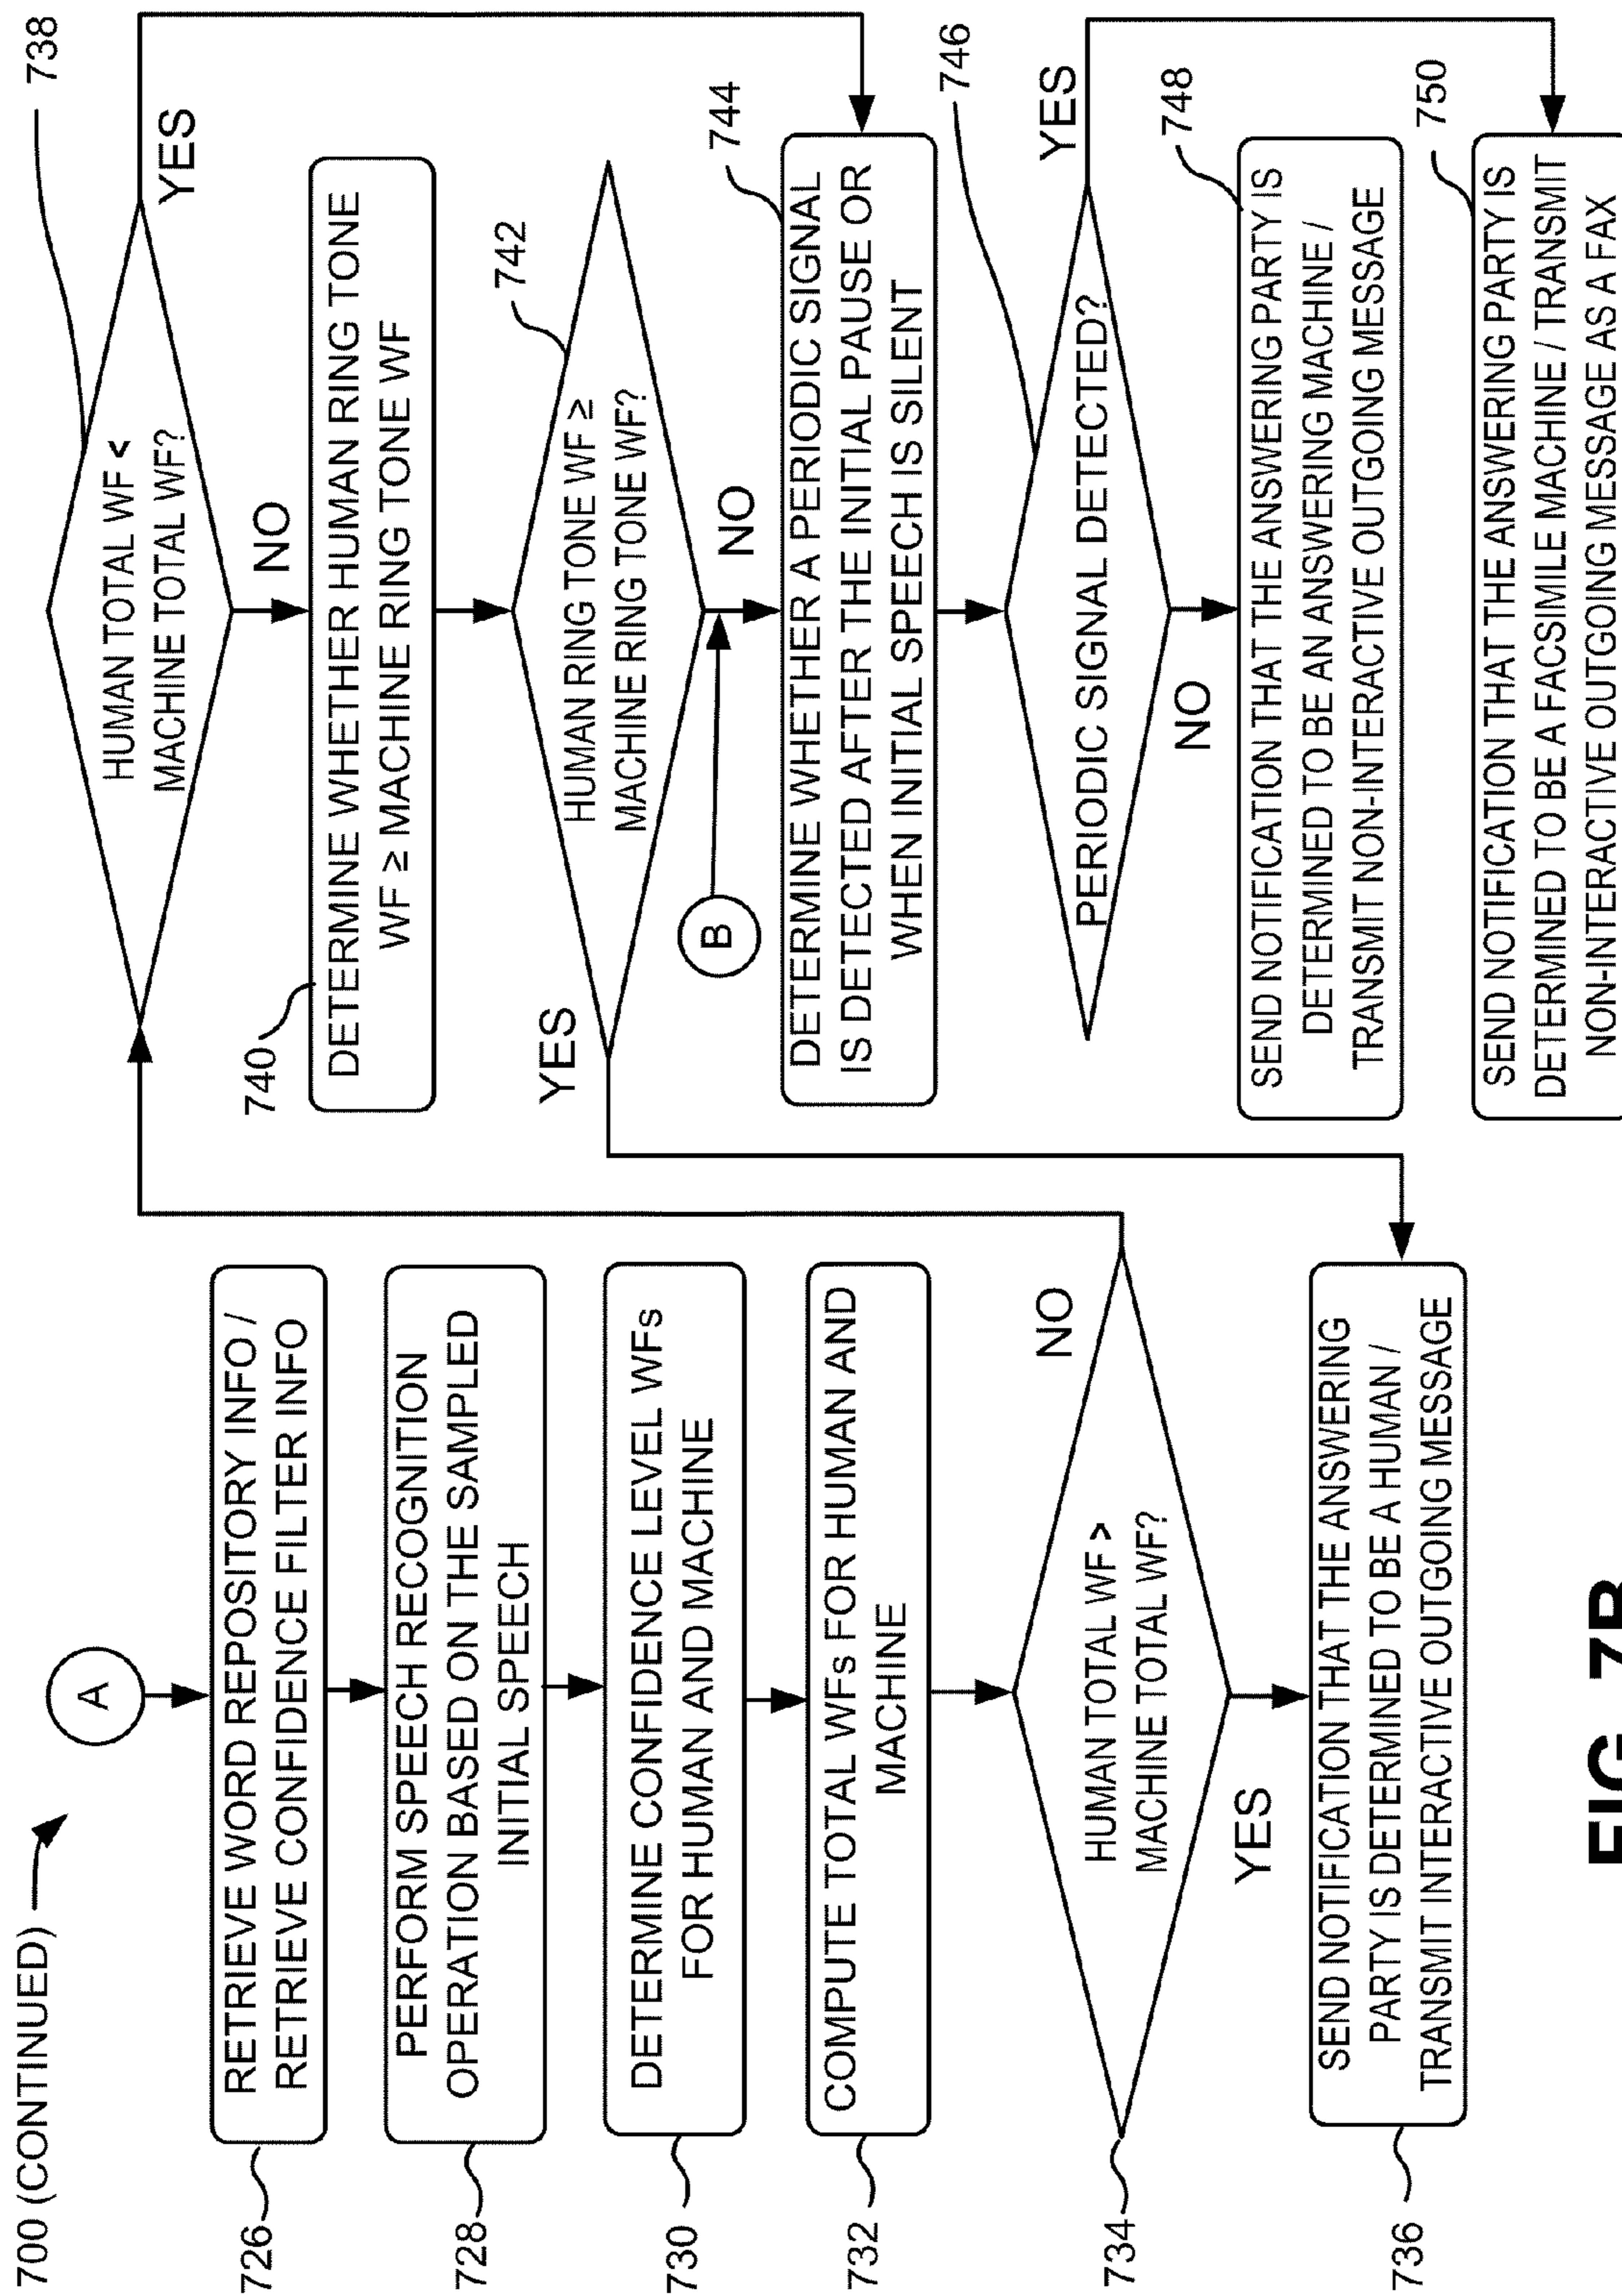 700 (CONTINUED)
A
RETRIEVE WORD REPOSITORY INFO /
RETRIEVE CONFIDENCE FILTER INFO
726
PERFORM SPEECH RECOGNITION
OPERATION BASED ON THE SAMPLED
INITIAL SPEECH
728
DETERMINE CONFIDENCE LEVEL WFs
FOR HUMAN AND MACHINE
730
COMPUTE TOTAL WFs FOR HUMAN AND
MACHINE
732
HUMAN TOTAL WF >
MACHINE TOTAL WF?
734
NO
YES
SEND NOTIFICATION THAT THE ANSWERING
PARTY IS DETERMINED TO BE A HUMAN /
TRANSMIT INTERACTIVE OUTGOING MESSAGE
736
738
HUMAN TOTAL WF <
MACHINE TOTAL WF?
YES
NO
740
DETERMINE WHETHER HUMAN RING TONE
WF ≥ MACHINE RING TONE WF
742
HUMAN RING TONE WF ≥
MACHINE RING TONE WF?
YES
NO
B
744
DETERMINE WHETHER A PERIODIC SIGNAL
IS DETECTED AFTER THE INITIAL PAUSE OR
WHEN INITIAL SPEECH IS SILENT
746
PERIODIC SIGNAL DETECTED?
YES
NO
748
SEND NOTIFICATION THAT THE ANSWERING PARTY IS
DETERMINED TO BE AN ANSWERING MACHINE /
TRANSMIT NON-INTERACTIVE OUTGOING MESSAGE
750
SEND NOTIFICATION THAT THE ANSWERING PARTY IS
DETERMINED TO BE A FACSIMILE MACHINE / TRANSMIT
NON-INTERACTIVE OUTGOING MESSAGE AS A FAX
FIG. 7B